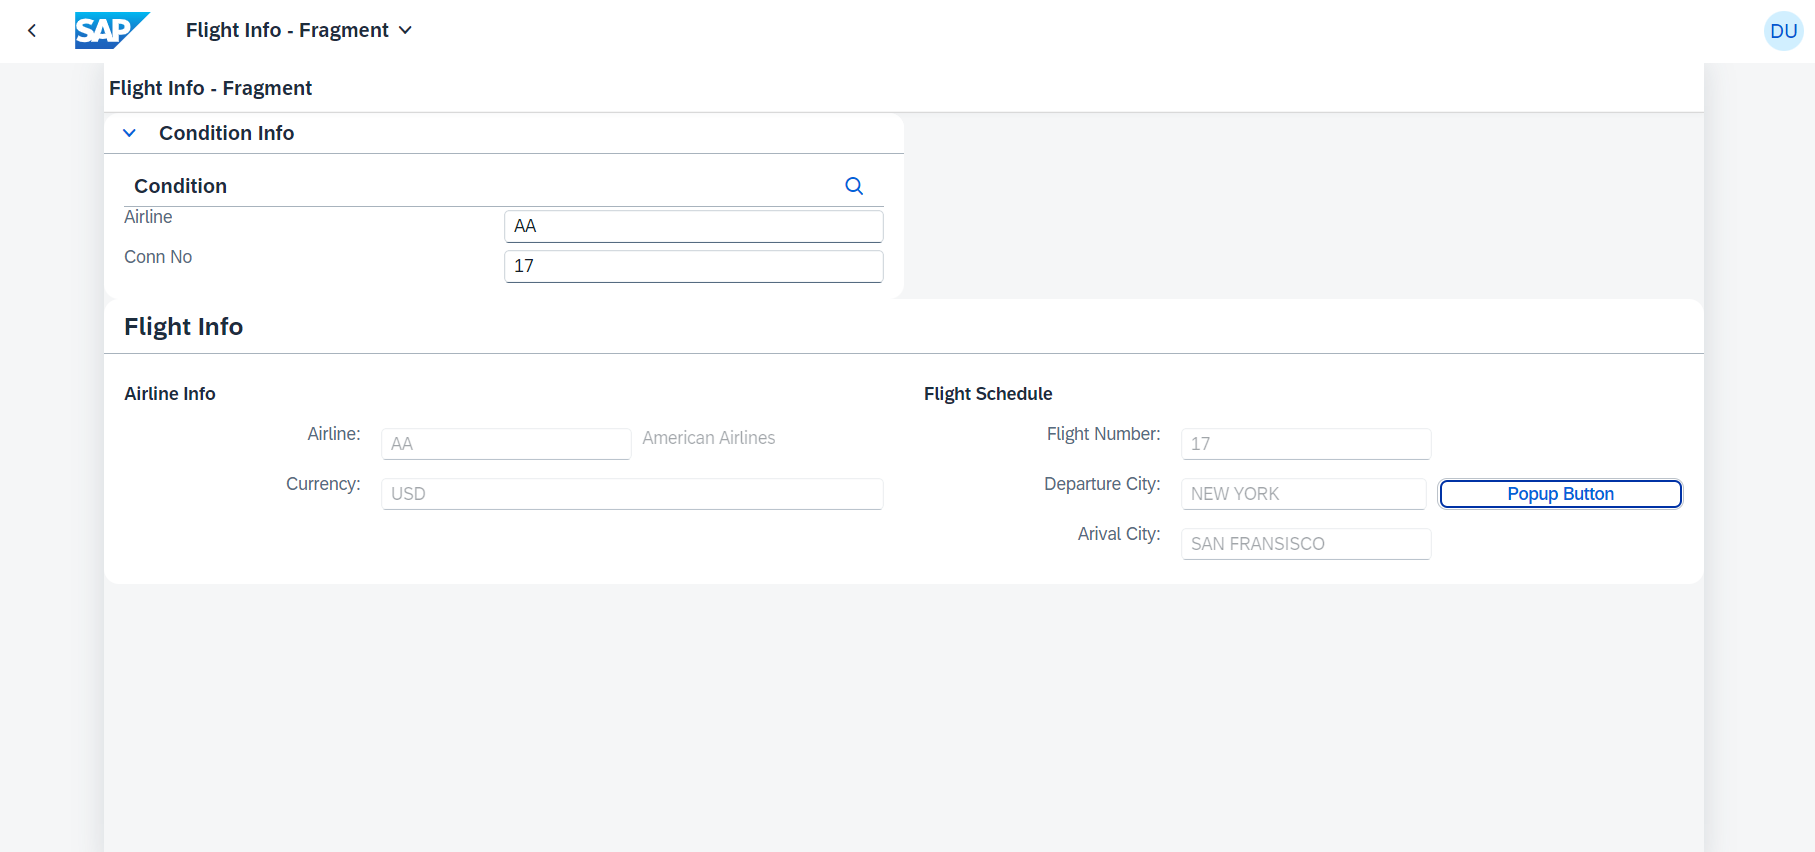 SAP
Flight Info - Fragment
DU
Flight Info - Fragment
Condition Info
Condition
Airline
AA
Conn No
17
Flight Info
Airline Info
Airline:
AA
American Airlines
Currency:
USD
Flight Schedule
Flight Number:
17
Departure City:
NEW YORK
Popup Button
Arival City:
SAN FRANSISCO